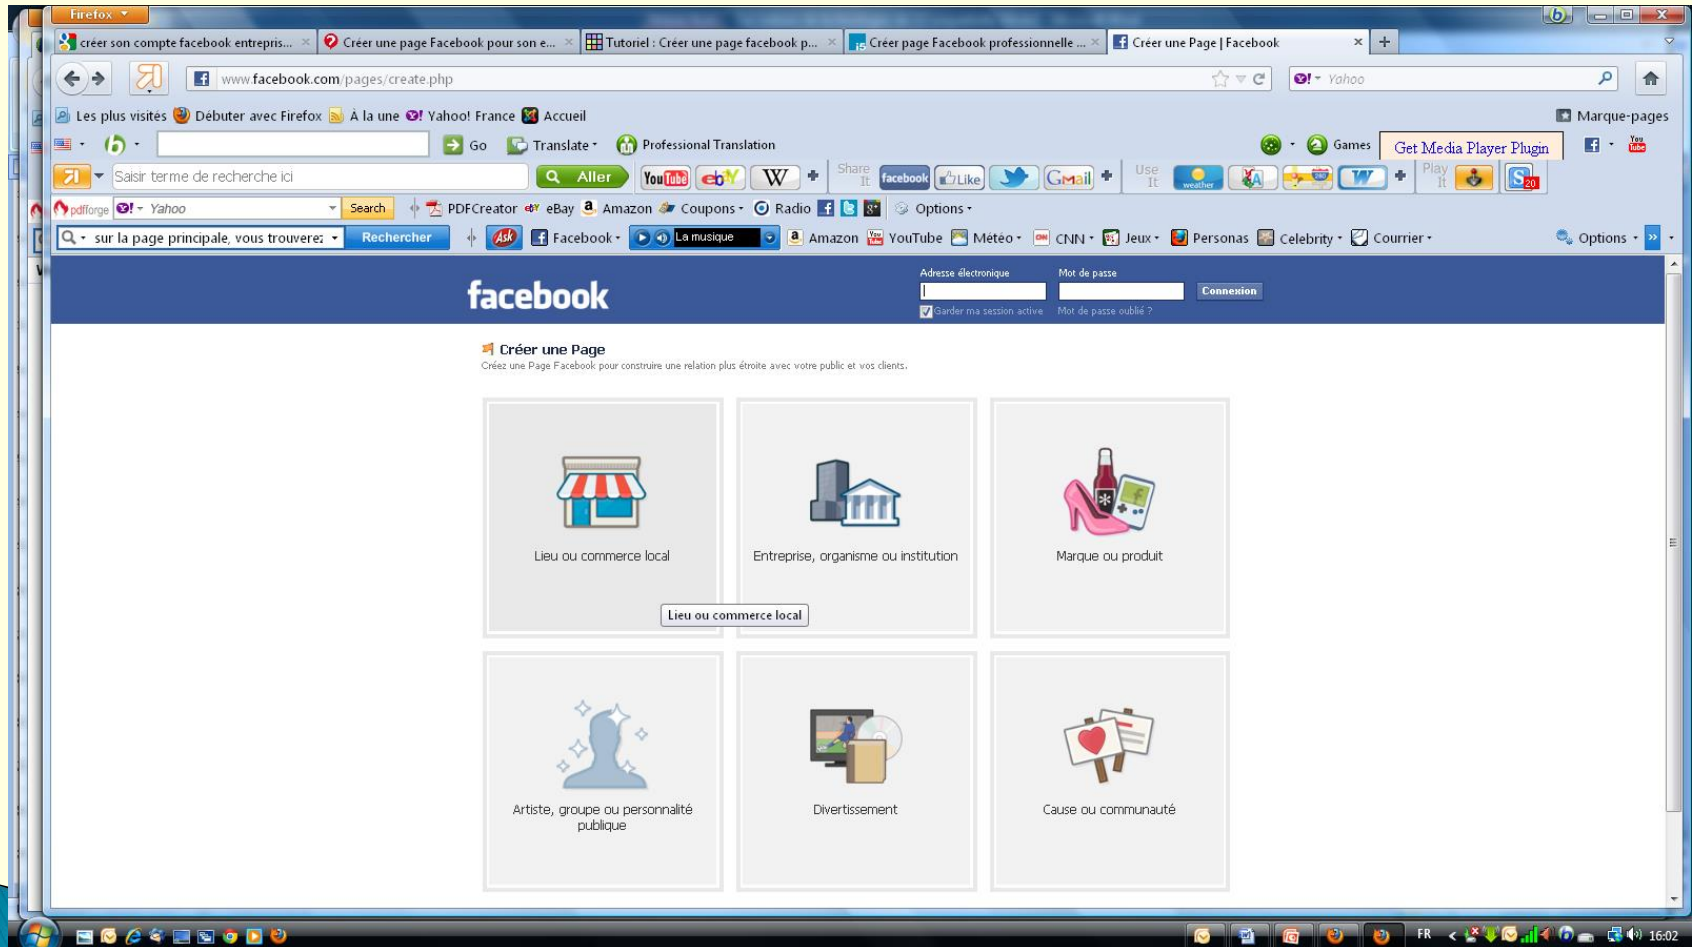 Firefox
créer son compte facebook entrepris...
Créer une page Facebook pour son e...
Tutoriel : Créer une page facebook p...
Créer page Facebook professionnelle ...
Créer une Page | Facebook
www.facebook.com/pages/create.php
Yahoo
Les plus visités Débuter avec Firefox À la une Yahoo! France Accueil
Marque-pages
Go Translate Professional Translation
Games Get Media Player Plugin You Tube
Saisir terme de recherche ici
Aller YouTube ebY W Share It facebook Like Gmail Use It weather W Play It S 20
pdfforge Yahoo Search PDFCreator eBay Amazon Coupons Radio Options
sur la page principale, vous trouverez Rechercher Ask Facebook La musique Amazon YouTube Météo CNN Jeux Personas Celebrity Courrier Options
facebook
Adresse électronique Mot de passe
Connexion
Garder ma session active Mot de passe oublié ?
Créer une Page
Créez une Page Facebook pour construire une relation plus étroite avec votre public et vos clients.
Lieu ou commerce local
Entreprise, organisme ou institution
Marque ou produit
Lieu ou commerce local
Artiste, groupe ou personnalité
publique
Divertissement
Cause ou communauté
FR 16:02